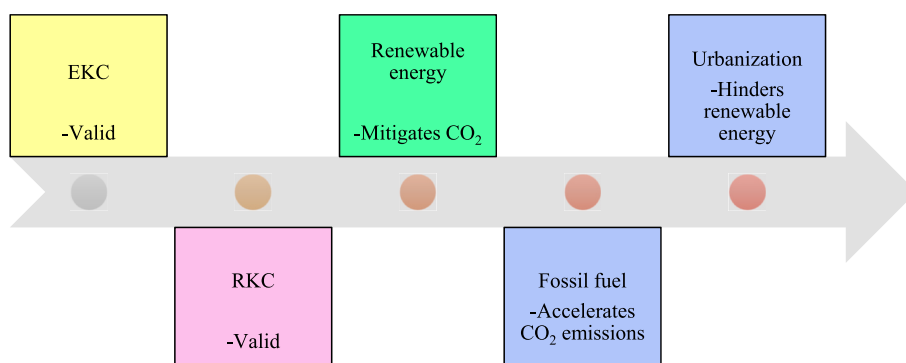 EKC
-Valid
RKC
-Valid
Renewable
energy
-Mitigates CO₂
Fossil fuel
-Accelerates
CO₂ emissions
Urbanization
-Hinders
renewable
energy